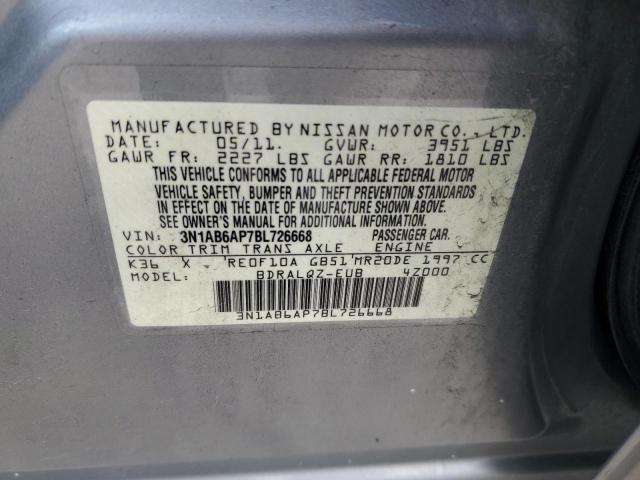 MANUFACTURED BY NISSAN MOTOR CO., LTD.
DATE: 05/11. GVWR: 3951 LBS
GAWR FR: 2227 LBS GAWR RR: 1810 LBS
THIS VEHICLE CONFORMS TO ALL APPLICABLE FEDERAL MOTOR
VEHICLE SAFETY, BUMPER AND THEFT PREVENTION STANDARDS
IN EFFECT ON THE DATE OF MANUFACTURE SHOWN ABOVE.
SEE OWNER'S MANUAL FOR ADDITIONAL INFORMATION.
VIN: 3N1AB6AP7BL726668 PASSENGER CAR.
COLOR TRIM TRANS AXLE ENGINE
K36 X RE0F10A GB51 MR20DE 1997 CC
MODEL: BDRALQZ-EUB 4Z000
3N1AB6AP7BL726668